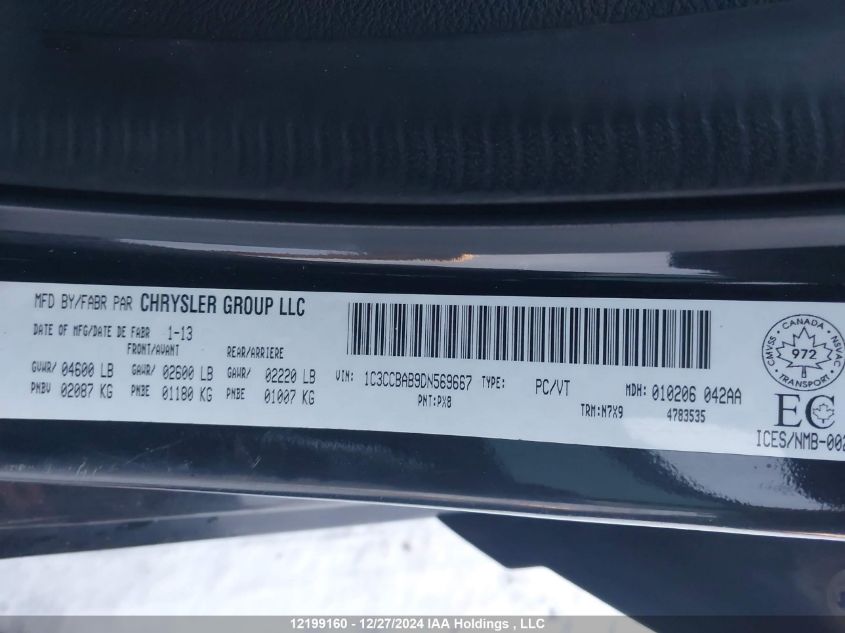 MFD BY/FABR PAR CHRYSLER GROUP LLC
DATE OF MFG/DATE DE FABR 1-13
FRONT/AVANT REAR/ARRIERE
GVWR/ 04600 LB GAWR/ 02600 LB GAWR/ 02220 LB
PNBV 02087 KG PNBE 01180 KG PNBE 01007 KG
VIN: 1C3CCBAB9DN569667 TYPE: PC/VT MDH: 010206 042AA
PNT:PX8 TRM:N7X9 4783535
CANADA
CMVSS 972 NSVAC
TRANSPORT
EC
ICES/NMB-002
12199160 - 12/27/2024 IAA Holdings , LLC